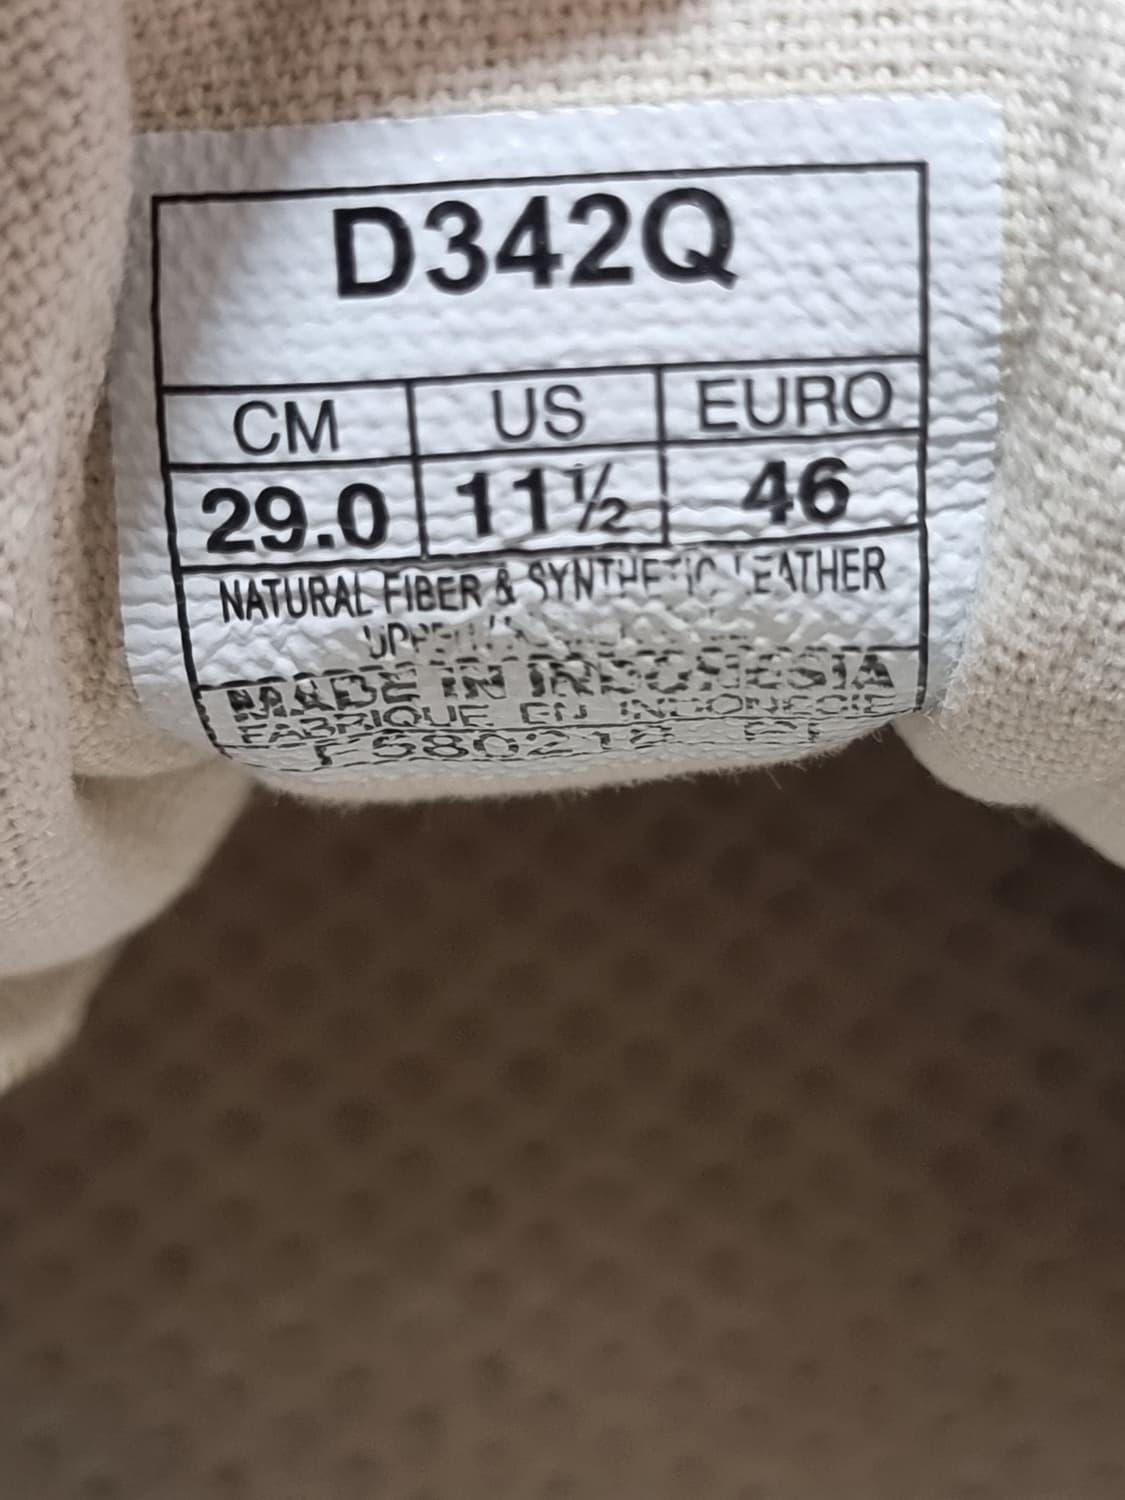 D342Q
CM US EURO
29.0 11½ 46
NATURAL FIBER & SYNTHETIC LEATHER
MADE IN INDONESIA
FABRIQUE EN INDONESIE